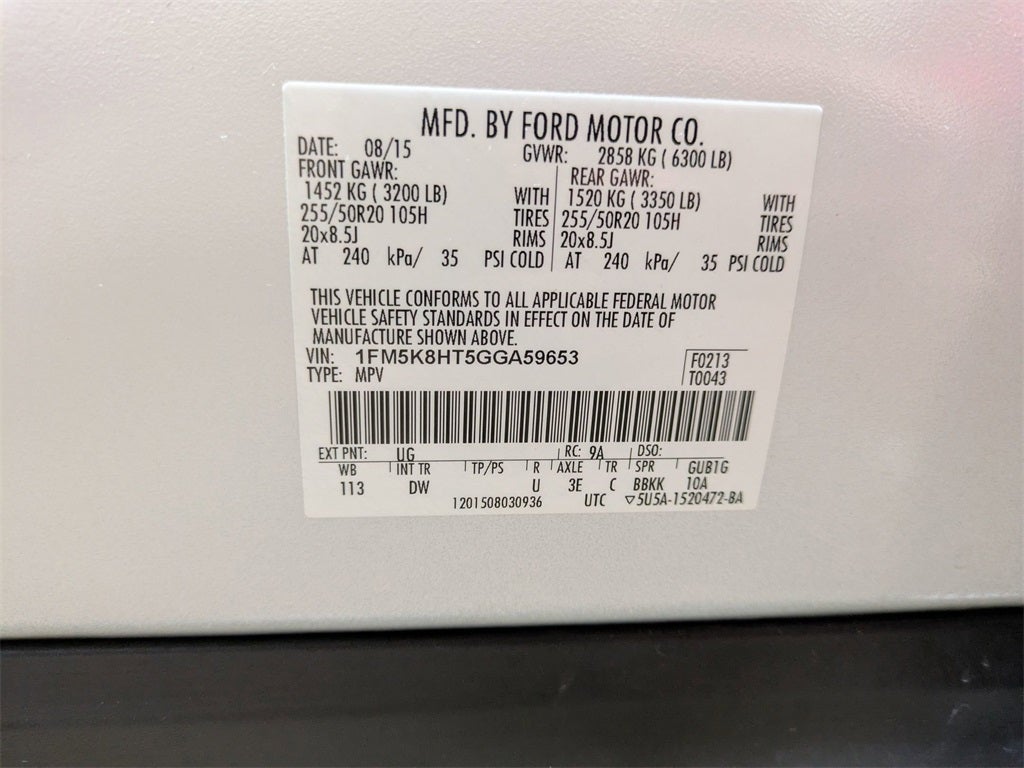 MFD. BY FORD MOTOR CO.
DATE: 08/15 GVWR: 2858 KG ( 6300 LB)
FRONT GAWR: REAR GAWR:
1452 KG ( 3200 LB) WITH 1520 KG ( 3350 LB) WITH
255/50R20 105H TIRES 255/50R20 105H TIRES
20x8.5J RIMS 20x8.5J RIMS
AT 240 kPa/ 35 PSI COLD AT 240 kPa/ 35 PSI COLD
THIS VEHICLE CONFORMS TO ALL APPLICABLE FEDERAL MOTOR
VEHICLE SAFETY STANDARDS IN EFFECT ON THE DATE OF
MANUFACTURE SHOWN ABOVE.
VIN: 1FM5K8HT5GGA59653 F0213
TYPE: MPV T0043
EXT PNT: UG RC: 9A DSO:
WB INT TR TP/PS R AXLE TR SPR GUB1G
113 DW U 3E C BBKK 10A
1201508030936 UTC ▽5U5A-1520472-BA